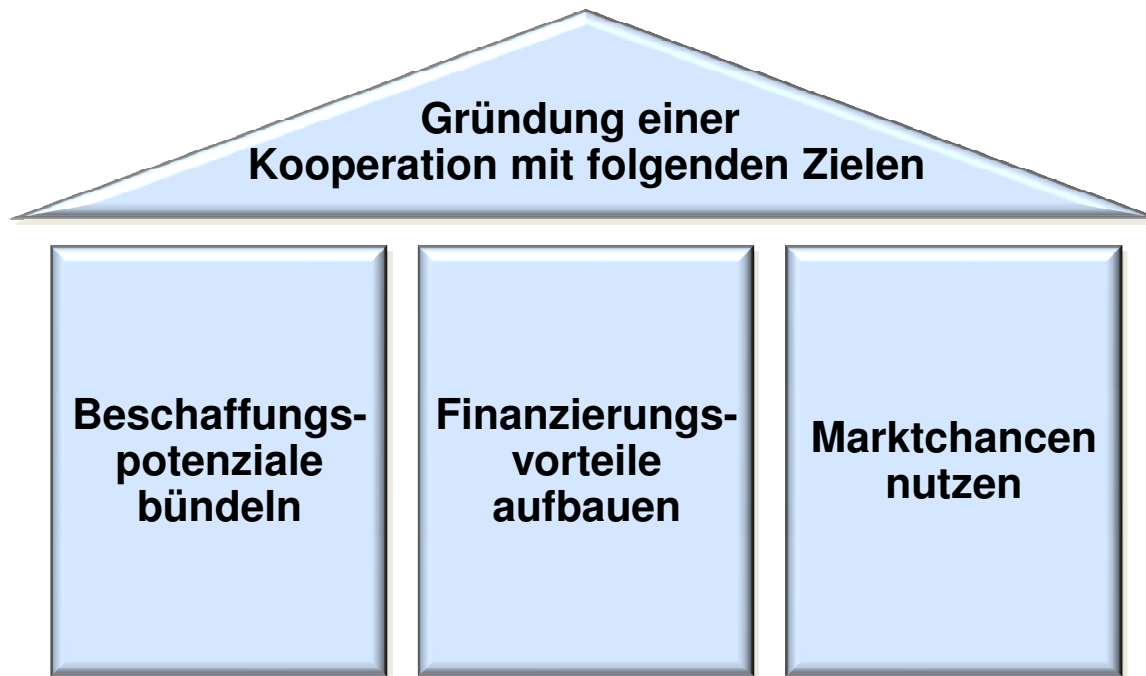 Gründung einer
Kooperation mit folgenden Zielen
Beschaffungs-
potenziale
bündeln
Finanzierungs-
vorteile
aufbauen
Marktchancen
nutzen